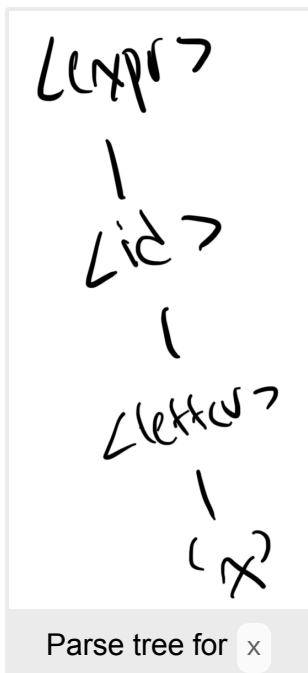 <expr>
<id>
<letter>
'x'
Parse tree for x